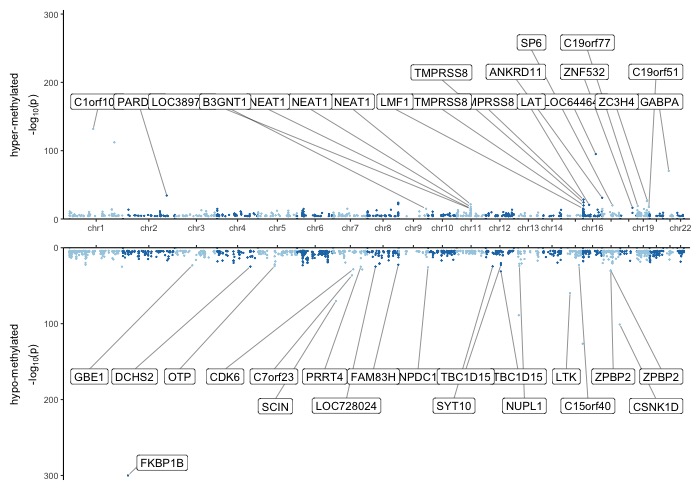 300
SP6 C19orf77
TMPRSS8 ANKRD11 ZNF532 C19orf51
200
C1orf10 PARD LOC3897 B3GNT1 NEAT1 NEAT1 NEAT1 LMF1 TMPRSS8 MPRSS8 LAT LOC64464 ZC3H4 GABPA
hyper-methylated
-log10(p)
100
0
chr1 chr2 chr3 chr4 chr5 chr6 chr7 chr8 chr9 chr10 chr11 chr12 chr13 chr14 chr16 chr19 chr22
0
100
hypo-methylated
-log10(p)
GBE1 DCHS2 OTP CDK6 C7orf23 PRRT4 FAM83H NPDC1 TBC1D15 TBC1D15 LTK ZPBP2 ZPBP2
200
SCIN LOC728024 SYT10 NUPL1 C15orf40 CSNK1D
FKBP1B
300